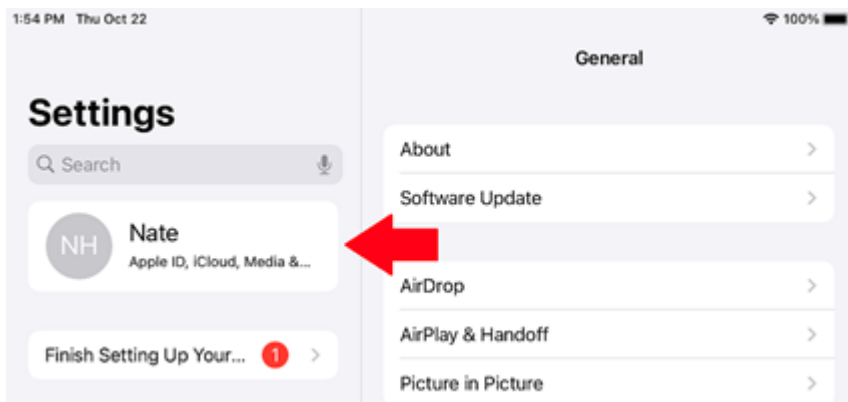 1:54 PM Thu Oct 22
100%
Settings
Search
NH
Nate
Apple ID, iCloud, Media &...
Finish Setting Up Your... 1
General
About
Software Update
AirDrop
AirPlay & Handoff
Picture in Picture